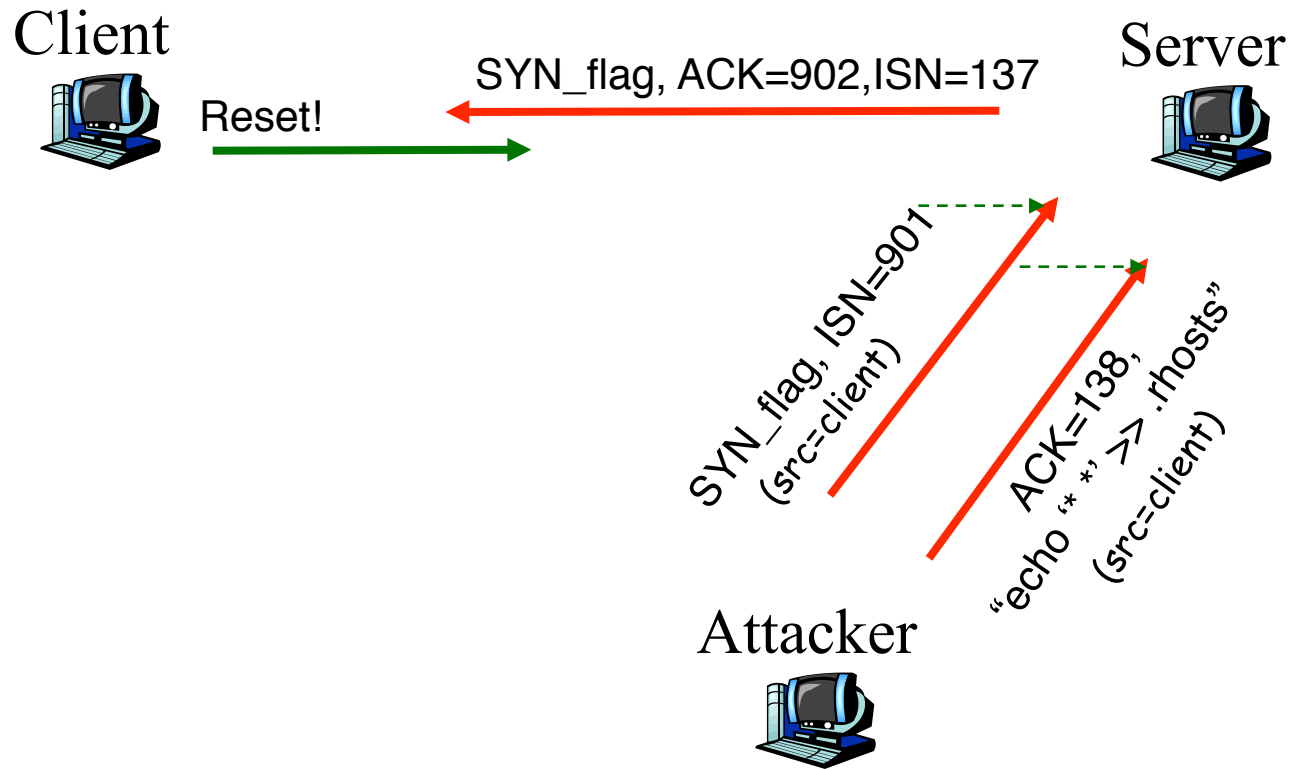 Client
Server
SYN_flag, ACK=902,ISN=137
Reset!
SYN_flag, ISN=901
(src=client)
ACK=138,
“echo ‘* *’ >> .rhosts”
(src=client)
Attacker